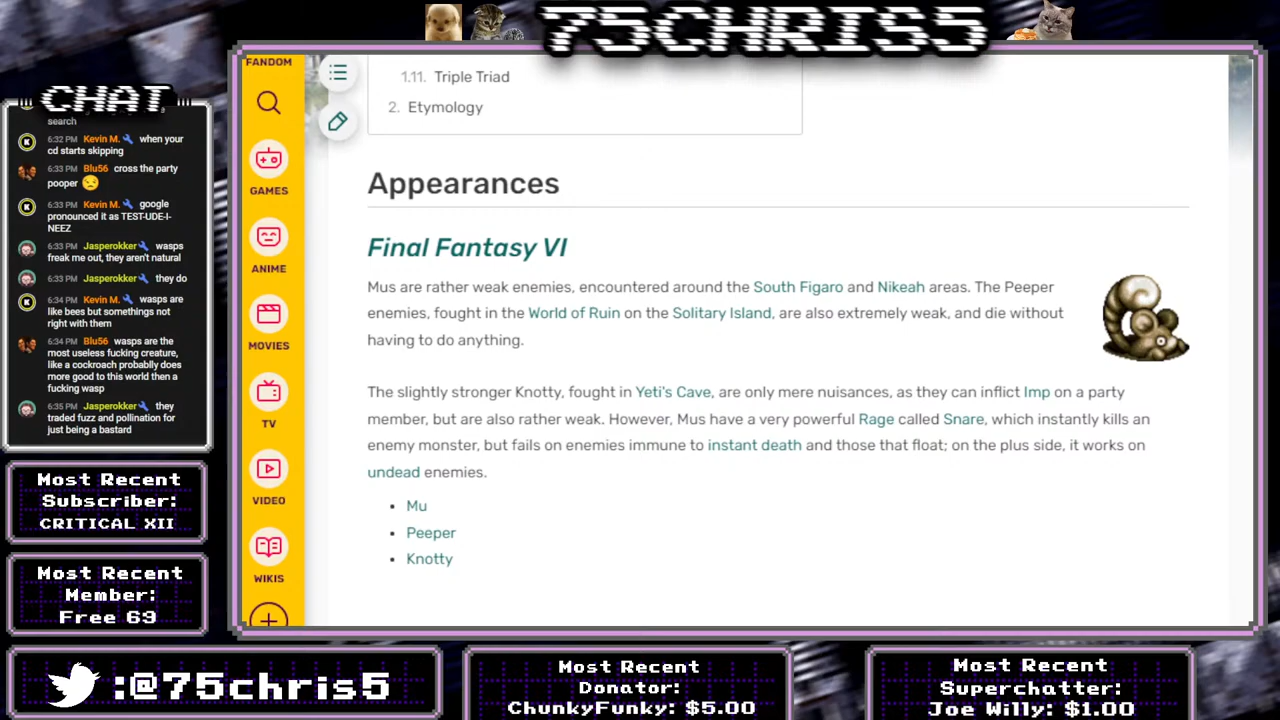 75CHRIS5
CHAT
search
6:32 PM Kevin M. when your
cd starts skipping
6:33 PM Blu56 cross the party
pooper
6:33 PM Kevin M. google
pronounced it as TEST-UDE-I-
NEEZ
6:33 PM Jasperokker wasps
freak me out, they aren't natural
6:33 PM Jasperokker they do
6:34 PM Kevin M. wasps are
like bees but somethings not
right with them
6:34 PM Blu56 wasps are the
most useless fucking creature,
like a cockroach probablly does
more good to this world then a
fucking wasp
6:35 PM Jasperokker they
traded fuzz and pollination for
just being a bastard
Most Recent
Subscriber:
CRITICAL XII
Most Recent
Member:
Free 69
FANDOM
GAMES
ANIME
MOVIES
TV
VIDEO
WIKIS
1.11. Triple Triad
2. Etymology
Appearances
Final Fantasy VI
Mus are rather weak enemies, encountered around the South Figaro and Nikeah areas. The Peeper
enemies, fought in the World of Ruin on the Solitary Island, are also extremely weak, and die without
having to do anything.
The slightly stronger Knotty, fought in Yeti's Cave, are only mere nuisances, as they can inflict Imp on a party
member, but are also rather weak. However, Mus have a very powerful Rage called Snare, which instantly kills an
enemy monster, but fails on enemies immune to instant death and those that float; on the plus side, it works on
undead enemies.
• Mu
• Peeper
• Knotty
:@75chris5
Most Recent
Donator:
ChunkyFunky: $5.00
Most Recent
Superchatter:
Joe Willy: $1.00